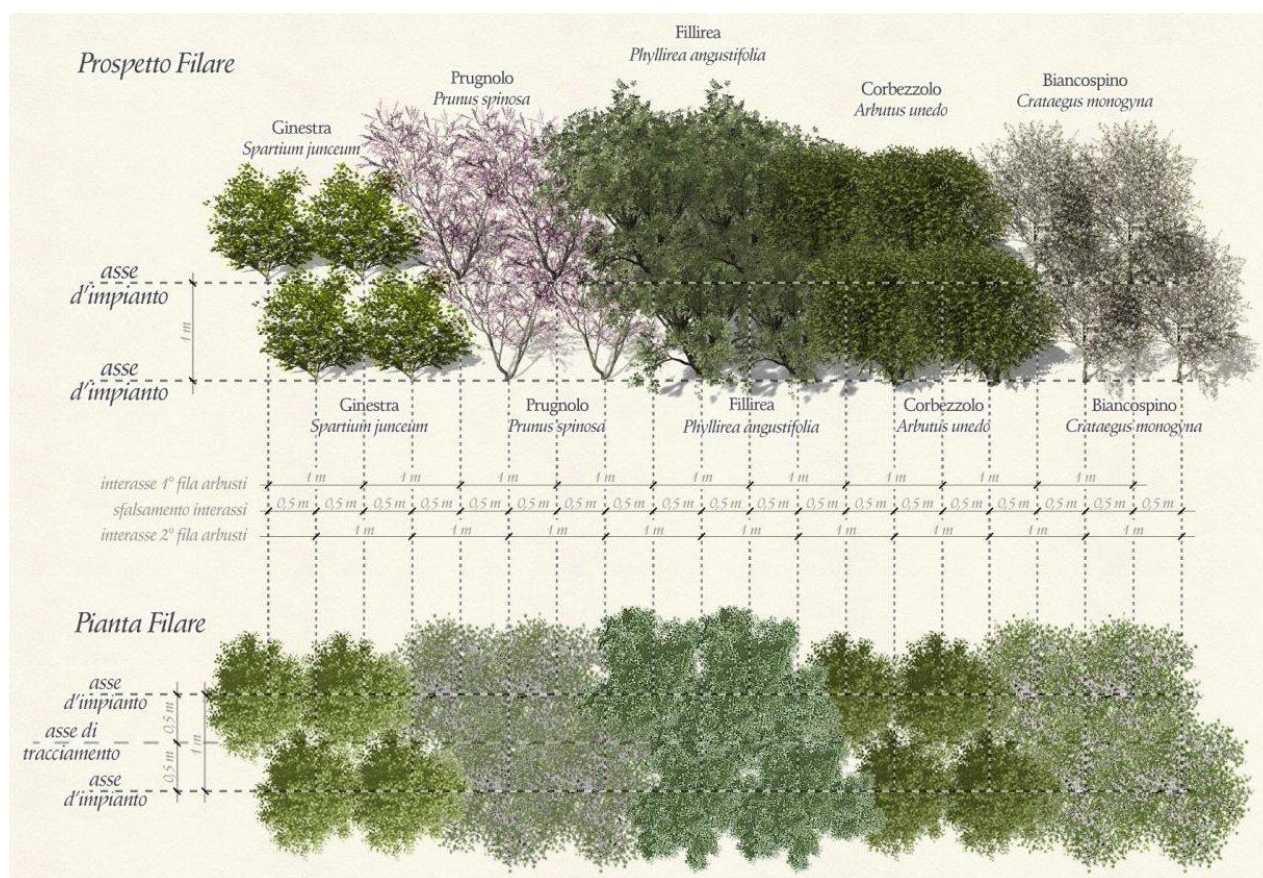 Prospetto Filare
Fillirea
Phyllirea angustifolia
Prugnolo
Prunus spinosa
Corbezzolo
Arbutus unedo
Biancospino
Crataegus monogyna
Ginestra
Spartium junceum
asse
d'impianto
1 m
asse
d'impianto
Ginestra
Spartium junceum
Prugnolo
Prunus spinosa
Fillirea
Phyllirea angustifolia
Corbezzolo
Arbutus unedo
Biancospino
Crataegus monogyna
interasse 1° fila arbusti 1 m 1 m 1 m 1 m 1 m 1 m 1 m 1 m 1 m
sfalsamento interassi 0,5 m 0,5 m 0,5 m 0,5 m 0,5 m 0,5 m 0,5 m 0,5 m 0,5 m 0,5 m 0,5 m 0,5 m 0,5 m 0,5 m 0,5 m 0,5 m 0,5 m 0,5 m 0,5 m
interasse 2° fila arbusti 1 m 1 m 1 m 1 m 1 m 1 m 1 m 1 m 1 m
Pianta Filare
asse
d'impianto
0,5 m
asse di
tracciamento
1 m
0,5 m
asse
d'impianto